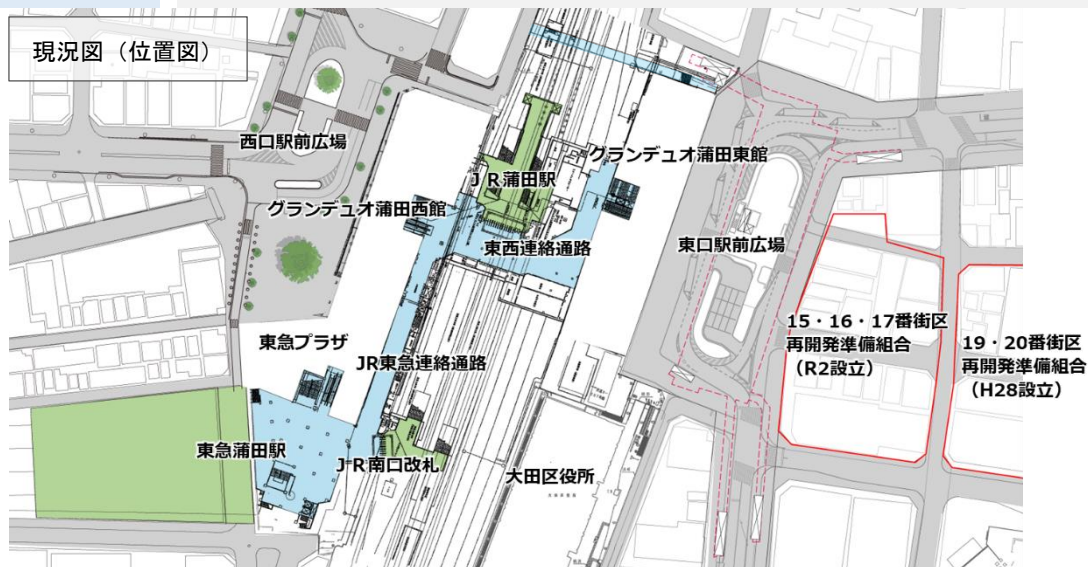 現況図（位置図）
西口駅前広場
グランデュオ蒲田東館
ＪＲ蒲田駅
グランデュオ蒲田西館
東西連絡通路
東口駅前広場
15・16・17番街区
再開発準備組合
（R2設立）
19・20番街区
再開発準備組合
（H28設立）
東急プラザ
JR東急連絡通路
東急蒲田駅
ＪＲ南口改札
大田区役所